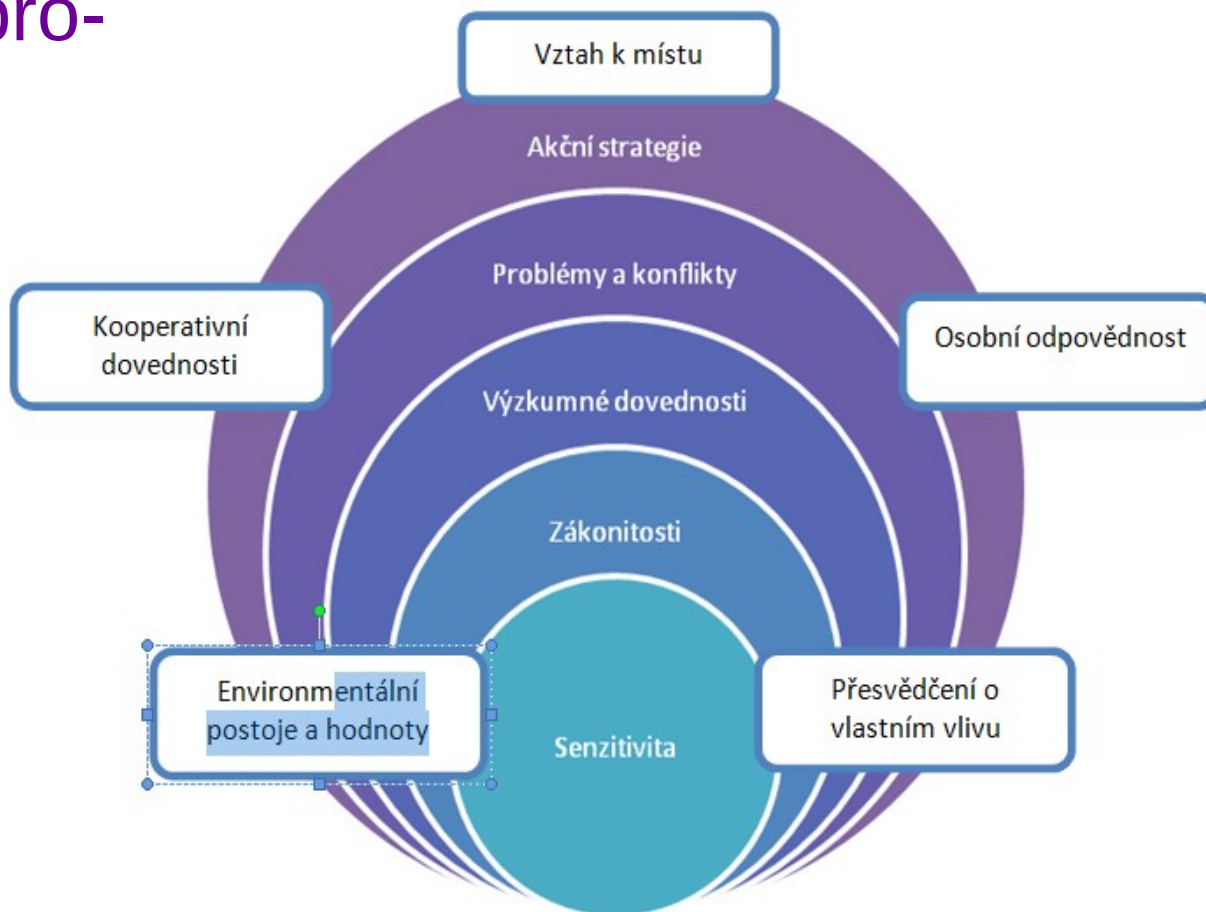 pro-
Vztah k místu
Akční strategie
Problémy a konflikty
Kooperativní
dovednosti
Osobní odpovědnost
Výzkumné dovednosti
Zákonitosti
Environmentální
postoje a hodnoty
Přesvědčení o
vlastním vlivu
Senzitivita